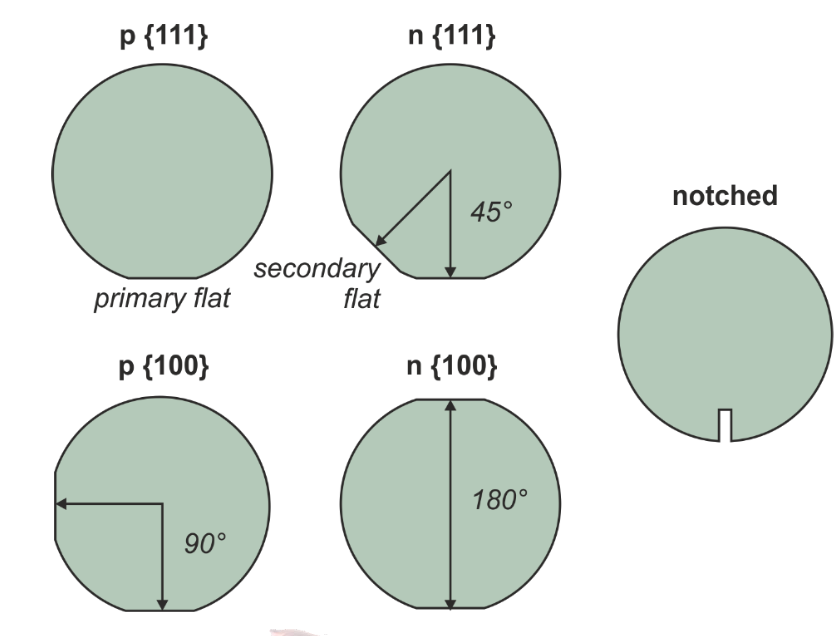 p {111}
n {111}
45°
secondary
flat
primary flat
notched
p {100}
n {100}
90°
180°